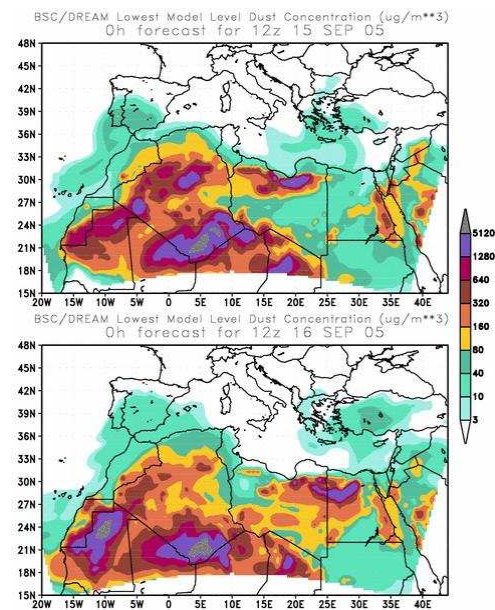 BSC/DREAM Lowest Model Level Dust Concentration (ug/m**3)
0h forecast for 12z 15 SEP 05
48N
45N
42N
39N
36N
33N
30N
27N
24N
21N
18N
15N
20W 15W 10W 5W 0 5E 10E 15E 20E 25E 30E 35E 40E
5120
1280
640
320
160
80
40
10
3
BSC/DREAM Lowest Model Level Dust Concentration (ug/m**3)
0h forecast for 12z 16 SEP 05
48N
45N
42N
39N
36N
33N
30N
27N
24N
21N
18N
15N
20W 15W 10W 5W 0 5E 10E 15E 20E 25E 30E 35E 40E